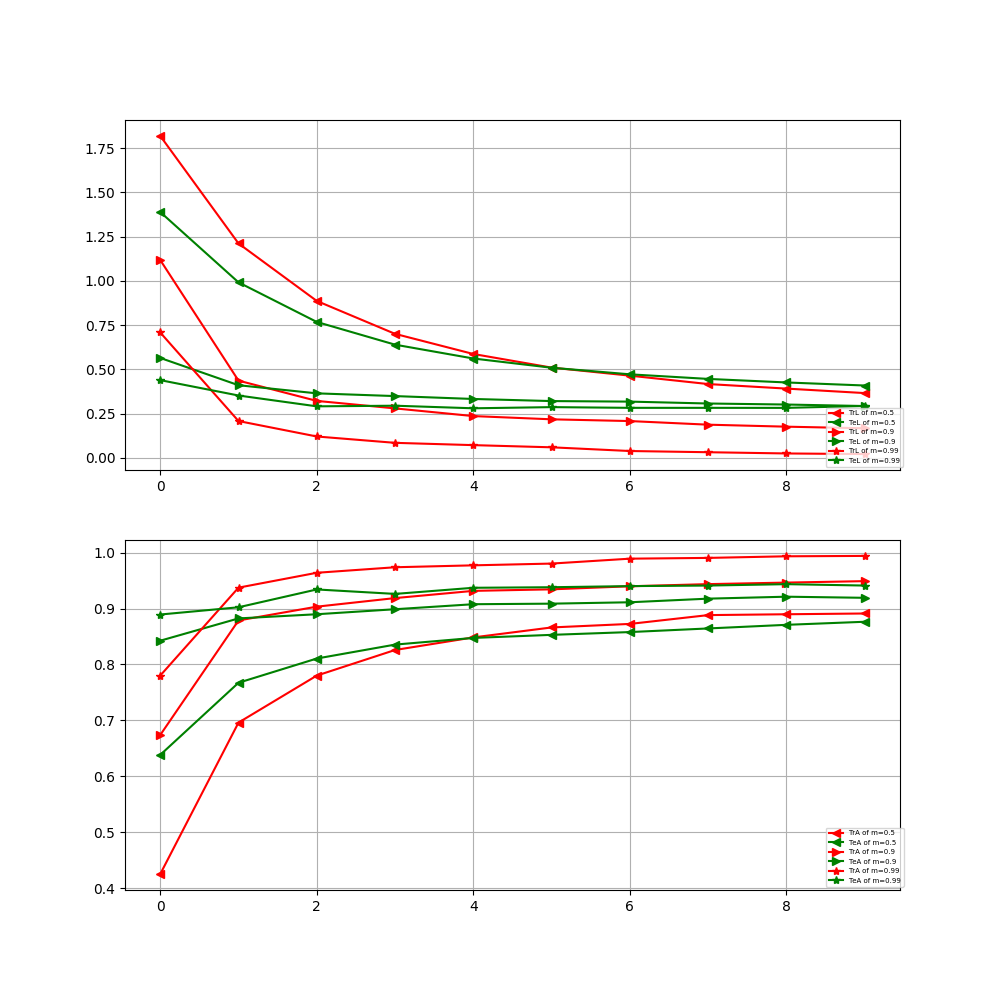 1.75
1.50
1.25
1.00
0.75
0.50
0.25
0.00
0 2 4 6 8
TrL of m=0.5
TeL of m=0.5
TrL of m=0.9
TeL of m=0.9
TrL of m=0.99
TeL of m=0.99
1.0
0.9
0.8
0.7
0.6
0.5
0.4
0 2 4 6 8
TrA of m=0.5
TeA of m=0.5
TrA of m=0.9
TeA of m=0.9
TrA of m=0.99
TeA of m=0.99